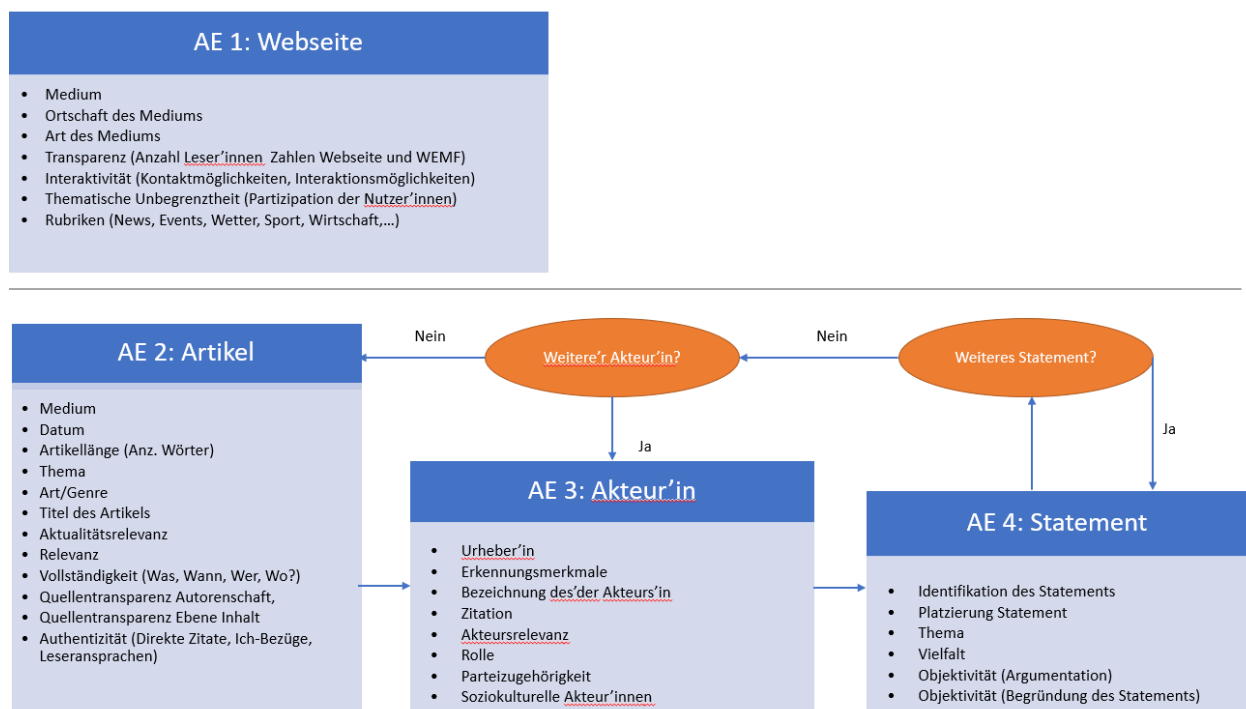 AE 1: Webseite
Medium
Ortschaft des Mediums
Art des Mediums
Transparenz (Anzahl Leser'innen Zahlen Webseite und WEMF)
Interaktivität (Kontaktmöglichkeiten, Interaktionsmöglichkeiten)
Thematische Unbegrenztheit (Partizipation der Nutzer'innen)
Rubriken (News, Events, Wetter, Sport, Wirtschaft,...)
AE 2: Artikel
Medium
Datum
Artikellänge (Anz. Wörter)
Thema
Art/Genre
Titel des Artikels
Aktualitätsrelevanz
Relevanz
Vollständigkeit (Was, Wann, Wer, Wo?)
Quellentransparenz Autorenschaft,
Quellentransparenz Ebene Inhalt
Authentizität (Direkte Zitate, Ich-Bezüge,
Leseransprachen)
Nein
Weitere'r Akteur'in?
Nein
Weiteres Statement?
Ja
Ja
AE 3: Akteur'in
Urheber'in
Erkennungsmerkmale
Bezeichnung des'der Akteurs'in
Zitation
Akteursrelevanz
Rolle
Parteizugehörigkeit
Soziokulturelle Akteur'innen
AE 4: Statement
Identifikation des Statements
Platzierung Statement
Thema
Vielfalt
Objektivität (Argumentation)
Objektivität (Begründung des Statements)